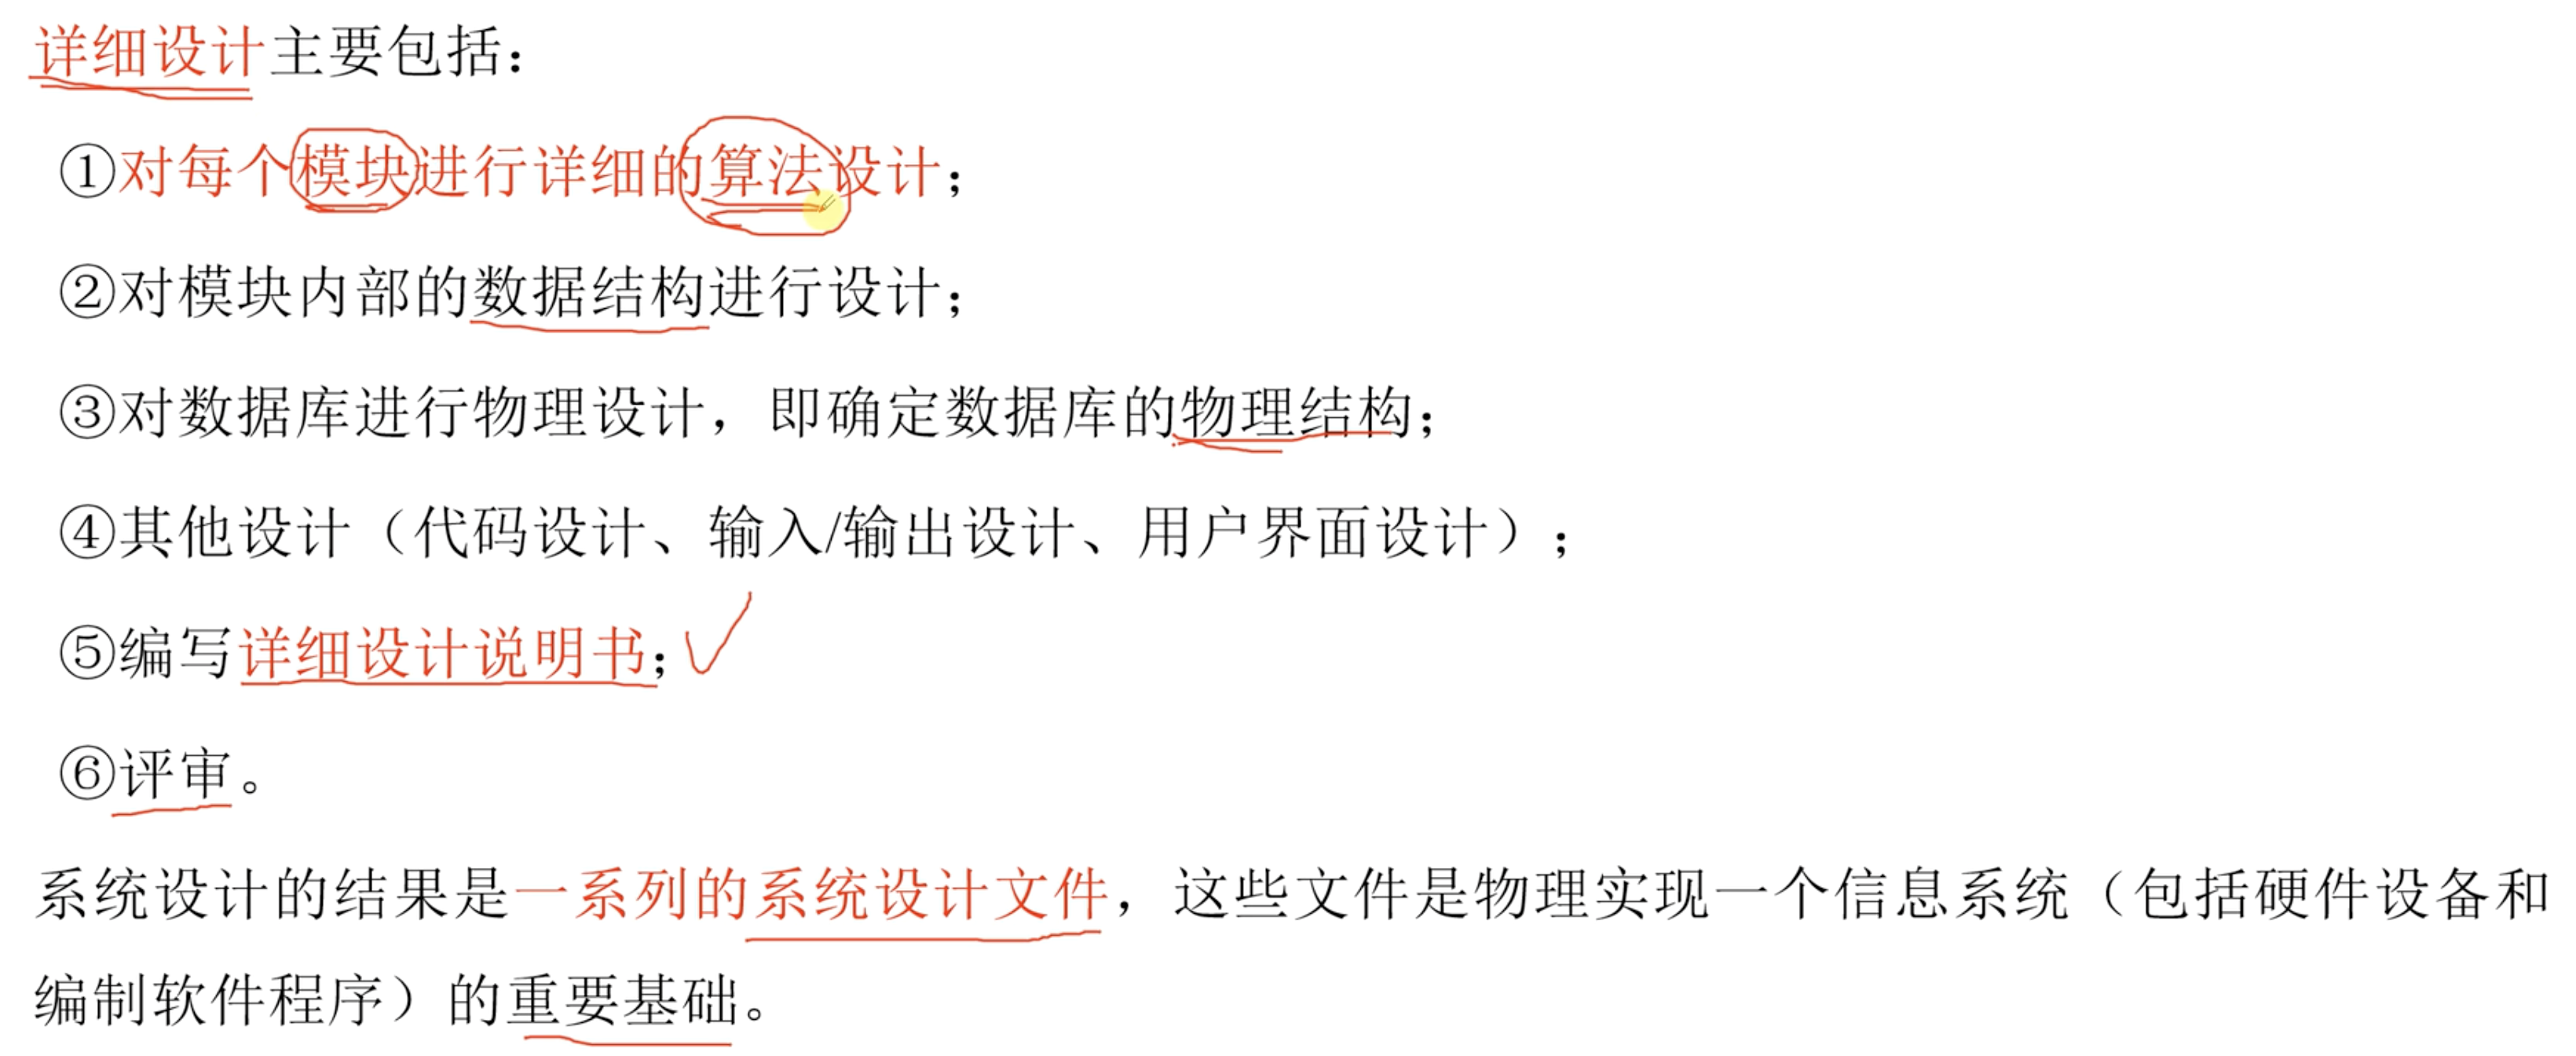 详细设计主要包括：
①对每个模块进行详细的算法设计；
②对模块内部的数据结构进行设计；
③对数据库进行物理设计，即确定数据库的物理结构；
④其他设计（代码设计、输入/输出设计、用户界面设计）；
⑤编写详细设计说明书；
⑥评审。
系统设计的结果是一系列的系统设计文件，这些文件是物理实现一个信息系统（包括硬件设备和
编制软件程序）的重要基础。